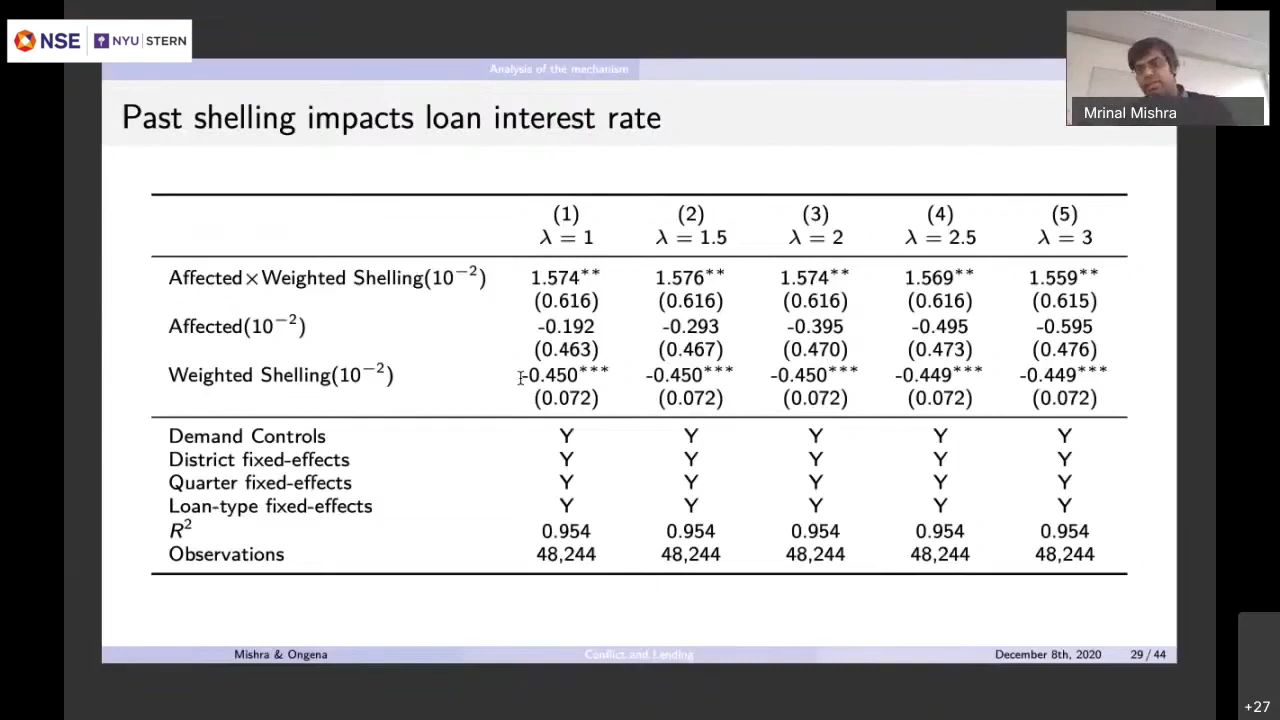 NSE NYU STERN
Analysis of the mechanism
Past shelling impacts loan interest rate
Mrinal Mishra
(1) (2) (3) (4) (5)
λ = 1 λ = 1.5 λ = 2 λ = 2.5 λ = 3
Affected×Weighted Shelling(10⁻²) 1.574** 1.576** 1.574** 1.569** 1.559**
(0.616) (0.616) (0.616) (0.616) (0.615)
Affected(10⁻²) -0.192 -0.293 -0.395 -0.495 -0.595
(0.463) (0.467) (0.470) (0.473) (0.476)
Weighted Shelling(10⁻²) -0.450*** -0.450*** -0.450*** -0.449*** -0.449***
(0.072) (0.072) (0.072) (0.072) (0.072)
Demand Controls Y Y Y Y Y
District fixed-effects Y Y Y Y Y
Quarter fixed-effects Y Y Y Y Y
Loan-type fixed-effects Y Y Y Y Y
R² 0.954 0.954 0.954 0.954 0.954
Observations 48,244 48,244 48,244 48,244 48,244
Mishra & Ongena Conflict and Lending December 8th, 2020 29 / 44
+27